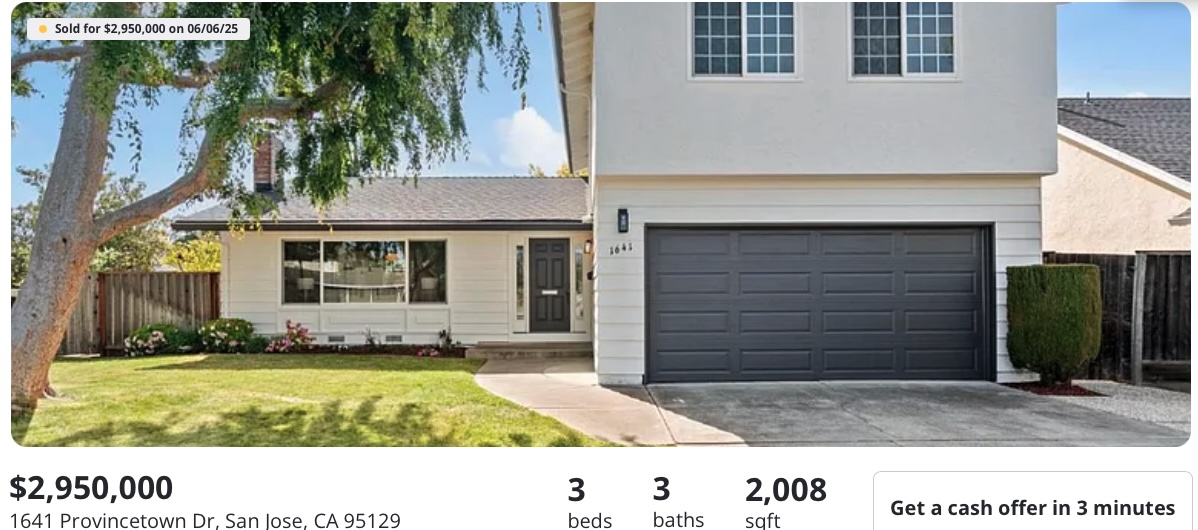 Sold for $2,950,000 on 06/06/25
1641
$2,950,000
1641 Provincetown Dr, San Jose, CA 95129
3
beds
3
baths
2,008
sqft
Get a cash offer in 3 minutes